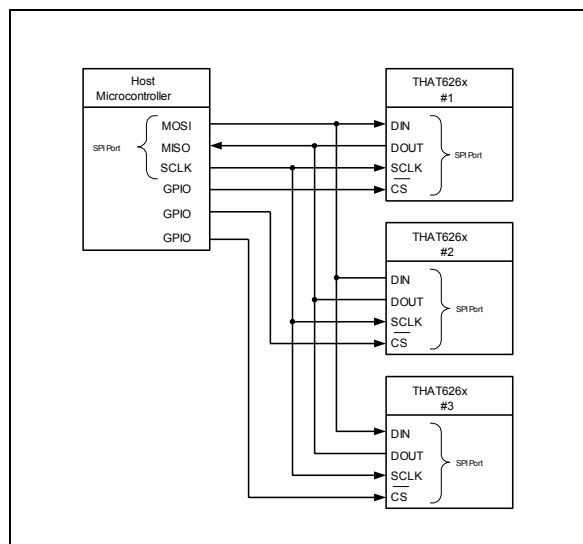 Host
Microcontroller
MOSI
MISO
SCLK
GPIO
GPIO
GPIO
SPI Port
THAT626x
#1
DIN
DOUT
SCLK
CS
SPI Port
THAT626x
#2
DIN
DOUT
SCLK
CS
SPI Port
THAT626x
#3
DIN
DOUT
SCLK
CS
SPI Port